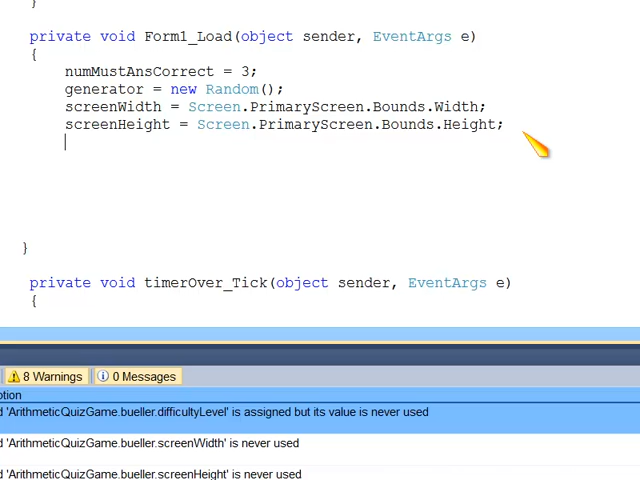 }
private void Form1_Load(object sender, EventArgs e)
{
numMustAnsCorrect = 3;
generator = new Random();
screenWidth = Screen.PrimaryScreen.Bounds.Width;
screenHeight = Screen.PrimaryScreen.Bounds.Height;
}
private void timerOver_Tick(object sender, EventArgs e)
{
8 Warnings 0 Messages
ption
d 'ArithmeticQuizGame.bueller.difficultyLevel' is assigned but its value is never used
d 'ArithmeticQuizGame.bueller.screenWidth' is never used
d 'ArithmeticQuizGame.bueller.screenHeight' is never used